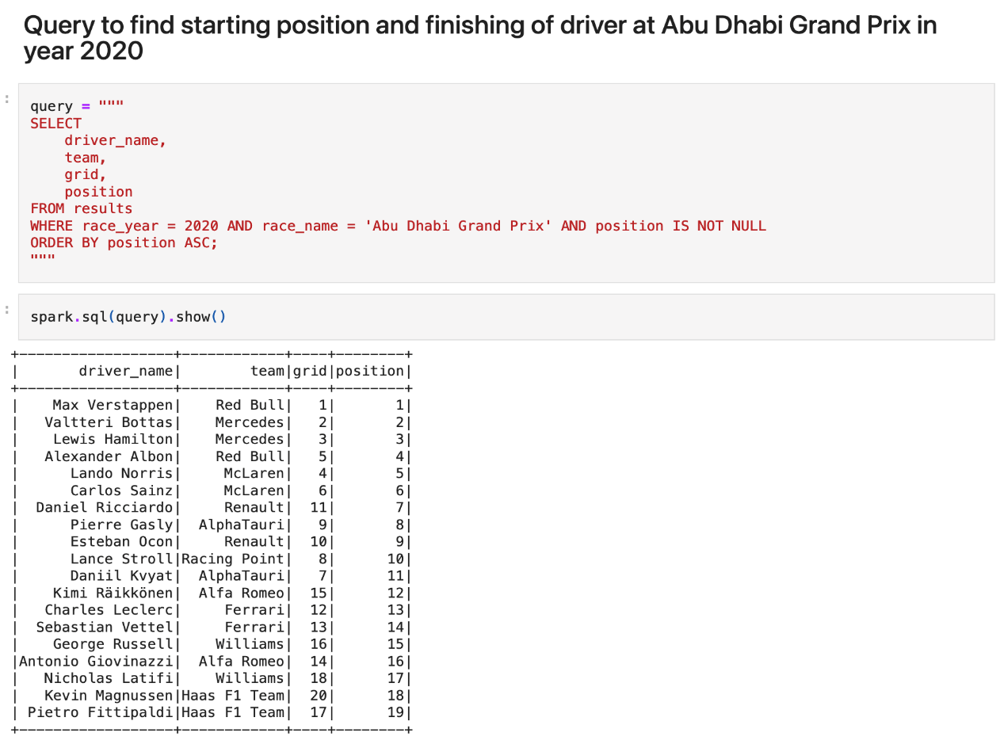 Query to find starting position and finishing of driver at Abu Dhabi Grand Prix in
year 2020
:
query = """
SELECT
    driver_name,
    team,
    grid,
    position
FROM results
WHERE race_year = 2020 AND race_name = 'Abu Dhabi Grand Prix' AND position IS NOT NULL
ORDER BY position ASC;
"""
:
spark.sql(query).show()
+------------------+------------+----+--------+
|       driver_name|        team|grid|position|
+------------------+------------+----+--------+
|    Max Verstappen|    Red Bull|   1|       1|
|   Valtteri Bottas|    Mercedes|   2|       2|
|    Lewis Hamilton|    Mercedes|   3|       3|
|   Alexander Albon|    Red Bull|   5|       4|
|      Lando Norris|     McLaren|   4|       5|
|      Carlos Sainz|     McLaren|   6|       6|
|  Daniel Ricciardo|     Renault|  11|       7|
|      Pierre Gasly|  AlphaTauri|   9|       8|
|      Esteban Ocon|     Renault|  10|       9|
|      Lance Stroll|Racing Point|   8|      10|
|      Daniil Kvyat|  AlphaTauri|   7|      11|
|    Kimi Räikkönen|  Alfa Romeo|  15|      12|
|   Charles Leclerc|     Ferrari|  12|      13|
|  Sebastian Vettel|     Ferrari|  13|      14|
|    George Russell|    Williams|  16|      15|
|Antonio Giovinazzi|  Alfa Romeo|  14|      16|
|   Nicholas Latifi|    Williams|  18|      17|
|   Kevin Magnussen|Haas F1 Team|  20|      18|
| Pietro Fittipaldi|Haas F1 Team|  17|      19|
+------------------+------------+----+--------+